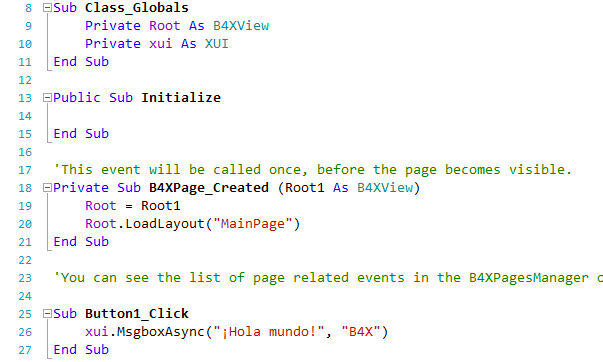 8 Sub Class_Globals
9 Private Root As B4XView
10 Private xui As XUI
11 End Sub
12
13 Public Sub Initialize
14
15 End Sub
16
17 'This event will be called once, before the page becomes visible.
18 Private Sub B4XPage_Created (Root1 As B4XView)
19 Root = Root1
20 Root.LoadLayout("MainPage")
21 End Sub
22
23 'You can see the list of page related events in the B4XPagesManager o
24
25 Sub Button1_Click
26 xui.MsgboxAsync("¡Hola mundo!", "B4X")
27 End Sub